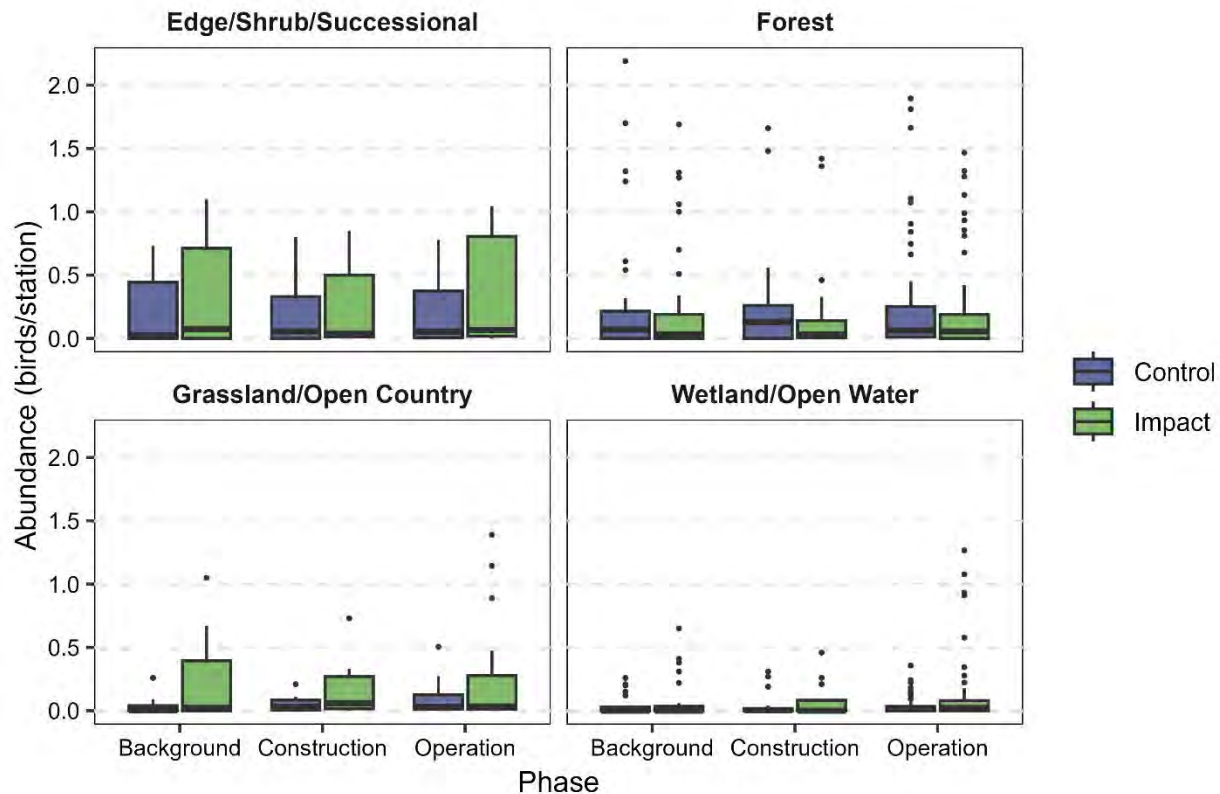 Edge/Shrub/Successional
Forest
2.0
1.5
1.0
0.5
0.0
Grassland/Open Country
Wetland/Open Water
2.0
1.5
1.0
0.5
0.0
Abundance (birds/station)
Background
Construction
Operation
Background
Construction
Operation
Phase
Control
Impact